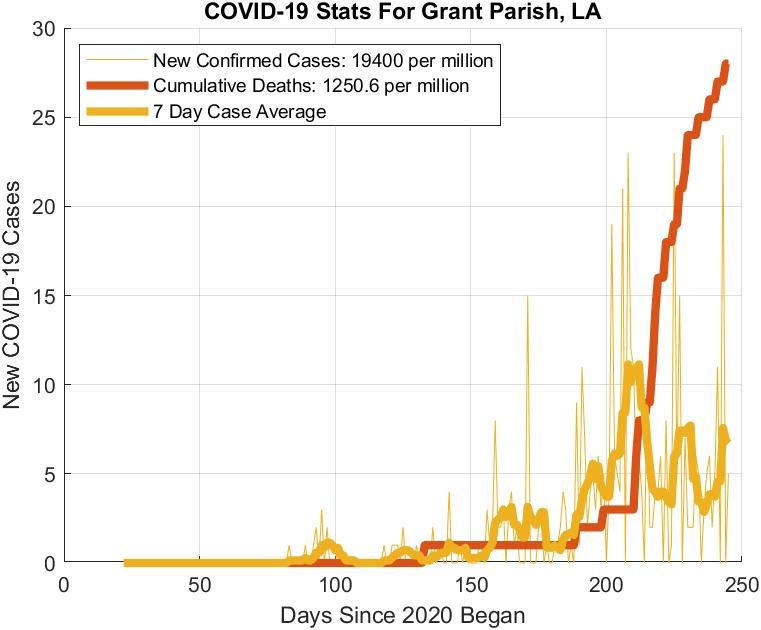 COVID-19 Stats For Grant Parish, LA
New Confirmed Cases: 19400 per million
Cumulative Deaths: 1250.6 per million
7 Day Case Average
New COVID-19 Cases
30
25
20
15
10
5
0
0 50 100 150 200 250
Days Since 2020 Began